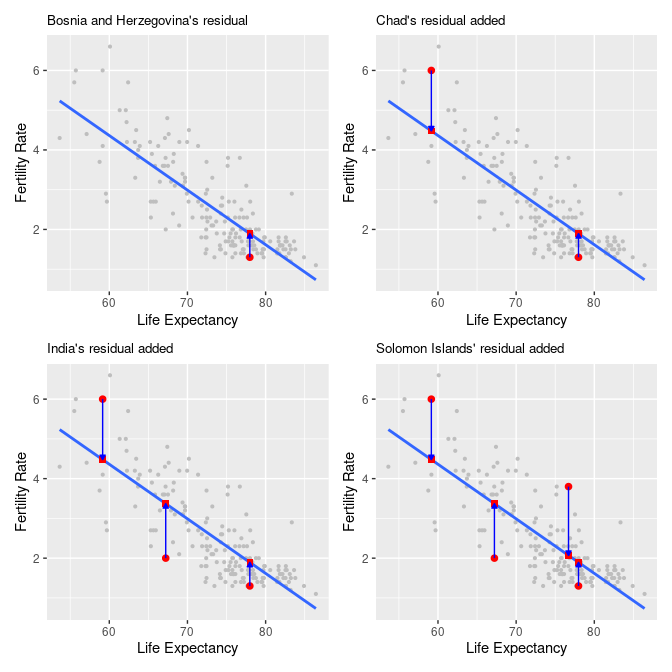 Bosnia and Herzegovina's residual
Chad's residual added
6
4
2
Fertility Rate
60
70
80
Life Expectancy
6
4
2
Fertility Rate
60
70
80
Life Expectancy
India's residual added
Solomon Islands' residual added
6
4
2
Fertility Rate
60
70
80
Life Expectancy
6
4
2
Fertility Rate
60
70
80
Life Expectancy